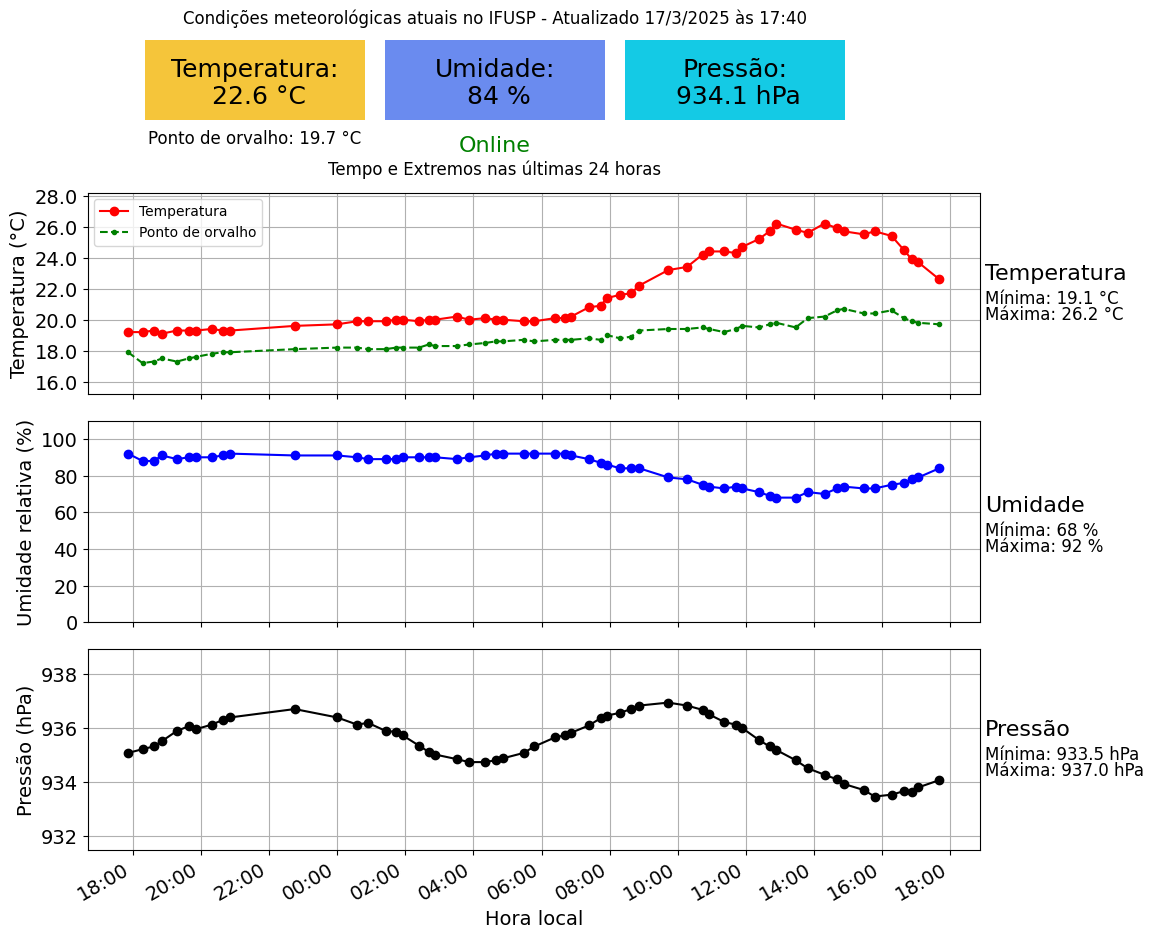 Condições meteorológicas atuais no IFUSP - Atualizado 17/3/2025 às 17:40
Temperatura:
22.6 °C
Umidade:
84 %
Pressão:
934.1 hPa
Ponto de orvalho: 19.7 °C
Online
Tempo e Extremos nas últimas 24 horas
Temperatura (°C)
28.0
26.0
24.0
22.0
20.0
18.0
16.0
Temperatura
Ponto de orvalho
Temperatura
Mínima: 19.1 °C
Máxima: 26.2 °C
Umidade relativa (%)
100
80
60
40
20
0
Umidade
Mínima: 68 %
Máxima: 92 %
Pressão (hPa)
938
936
934
932
Pressão
Mínima: 933.5 hPa
Máxima: 937.0 hPa
18:00 20:00 22:00 00:00 02:00 04:00 06:00 08:00 10:00 12:00 14:00 16:00 18:00
Hora local